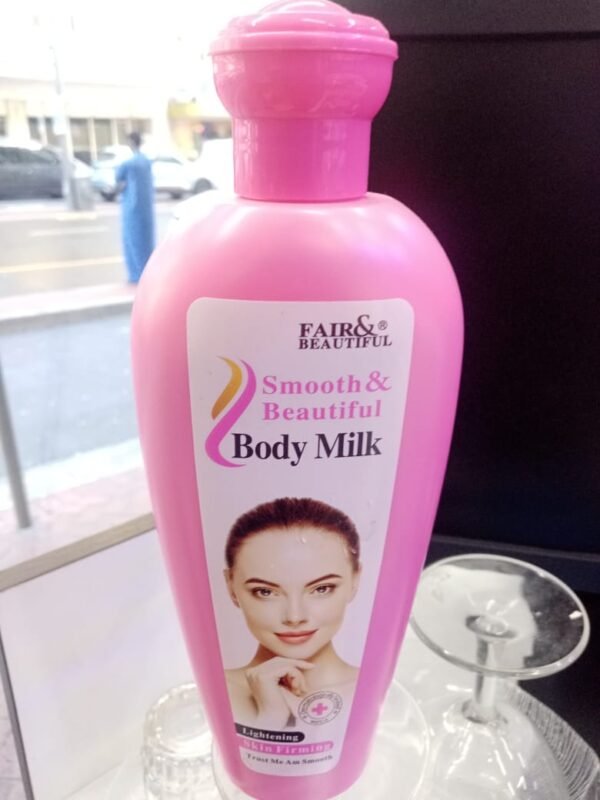 FAIR&®
BEAUTIFUL
Smooth&
Beautiful
Body Milk
Lightening
Skin Firming
Trust Me Am Smooth